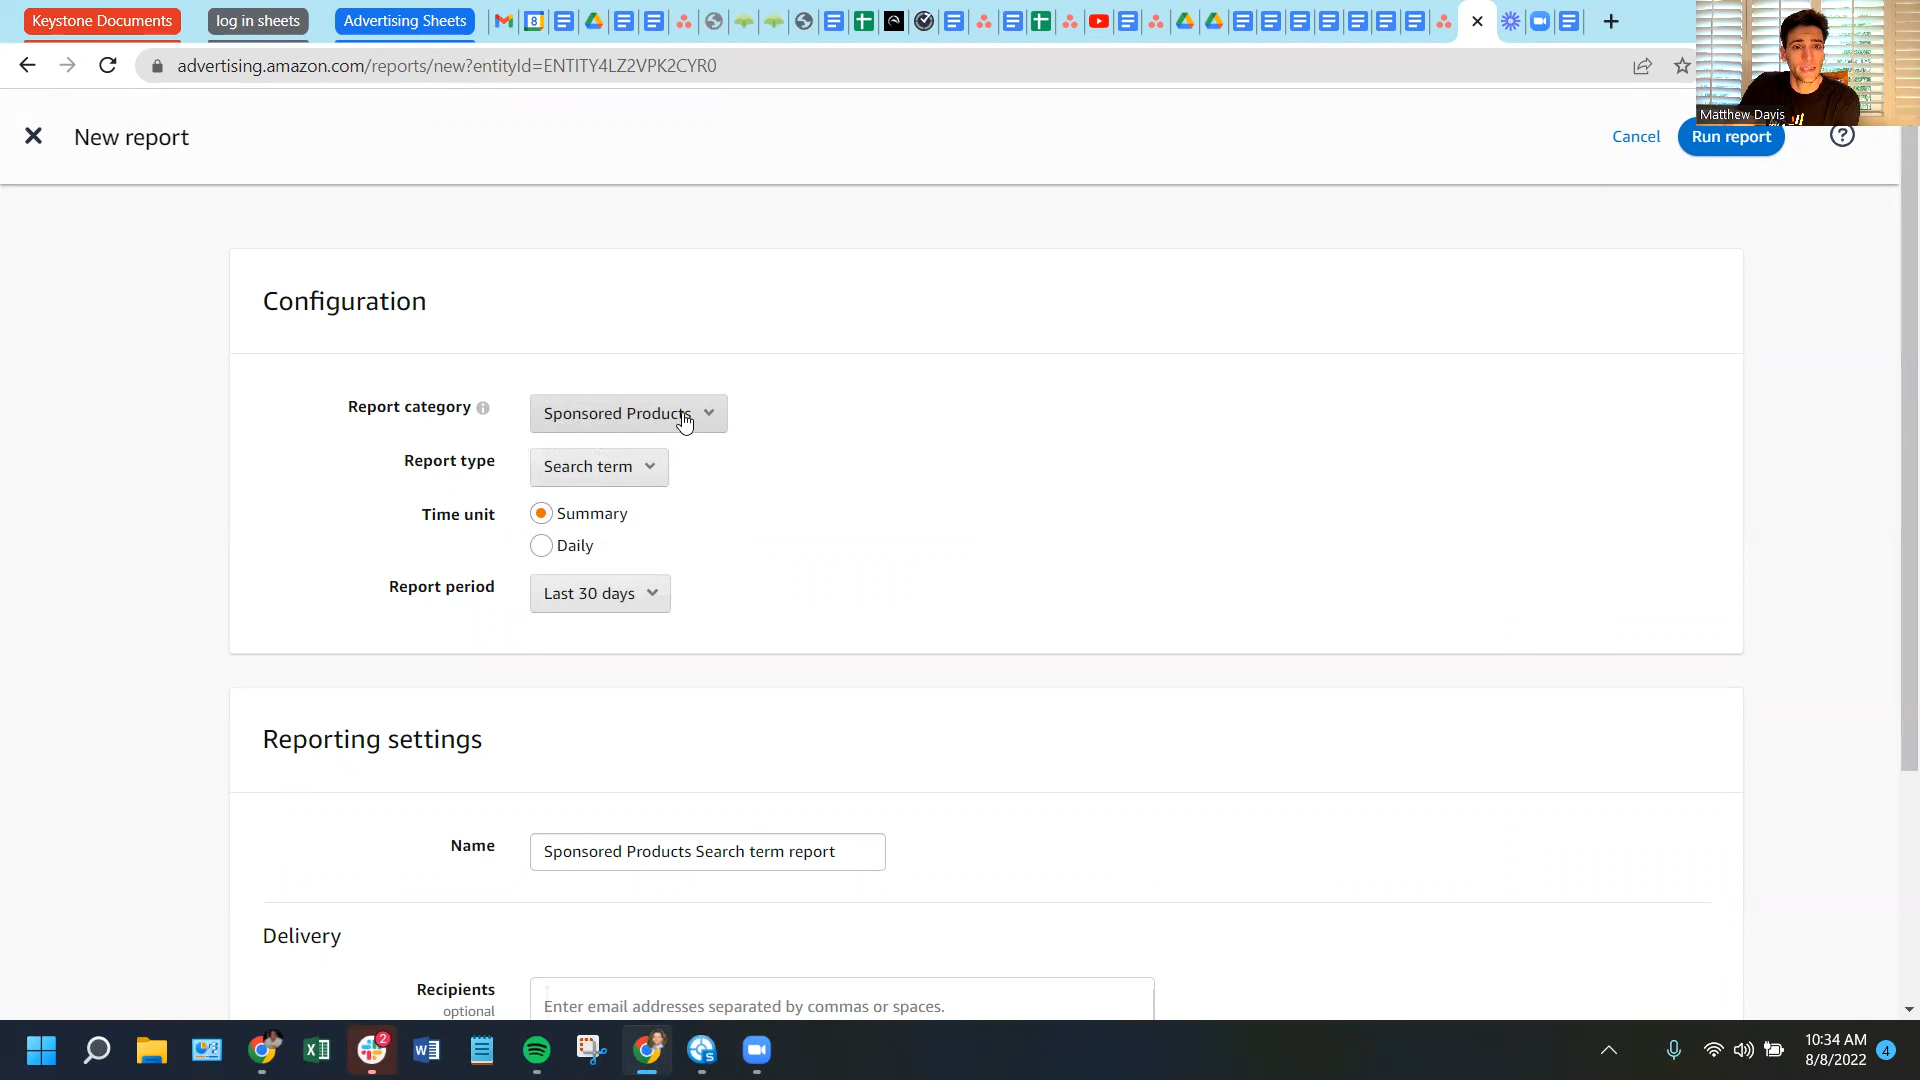 Keystone Documents
log in sheets
Advertising Sheets
8
advertising.amazon.com/reports/new?entityId=ENTITY4LZ2VPK2CYR0
Matthew Davis
New report
Cancel
Run report
?
Configuration
Report category
Sponsored Products
Report type
Search term
Time unit
Summary
Daily
Report period
Last 30 days
Reporting settings
Name
Sponsored Products Search term report
Delivery
Recipients
optional
Enter email addresses separated by commas or spaces.
2
10:34 AM
8/8/2022
4